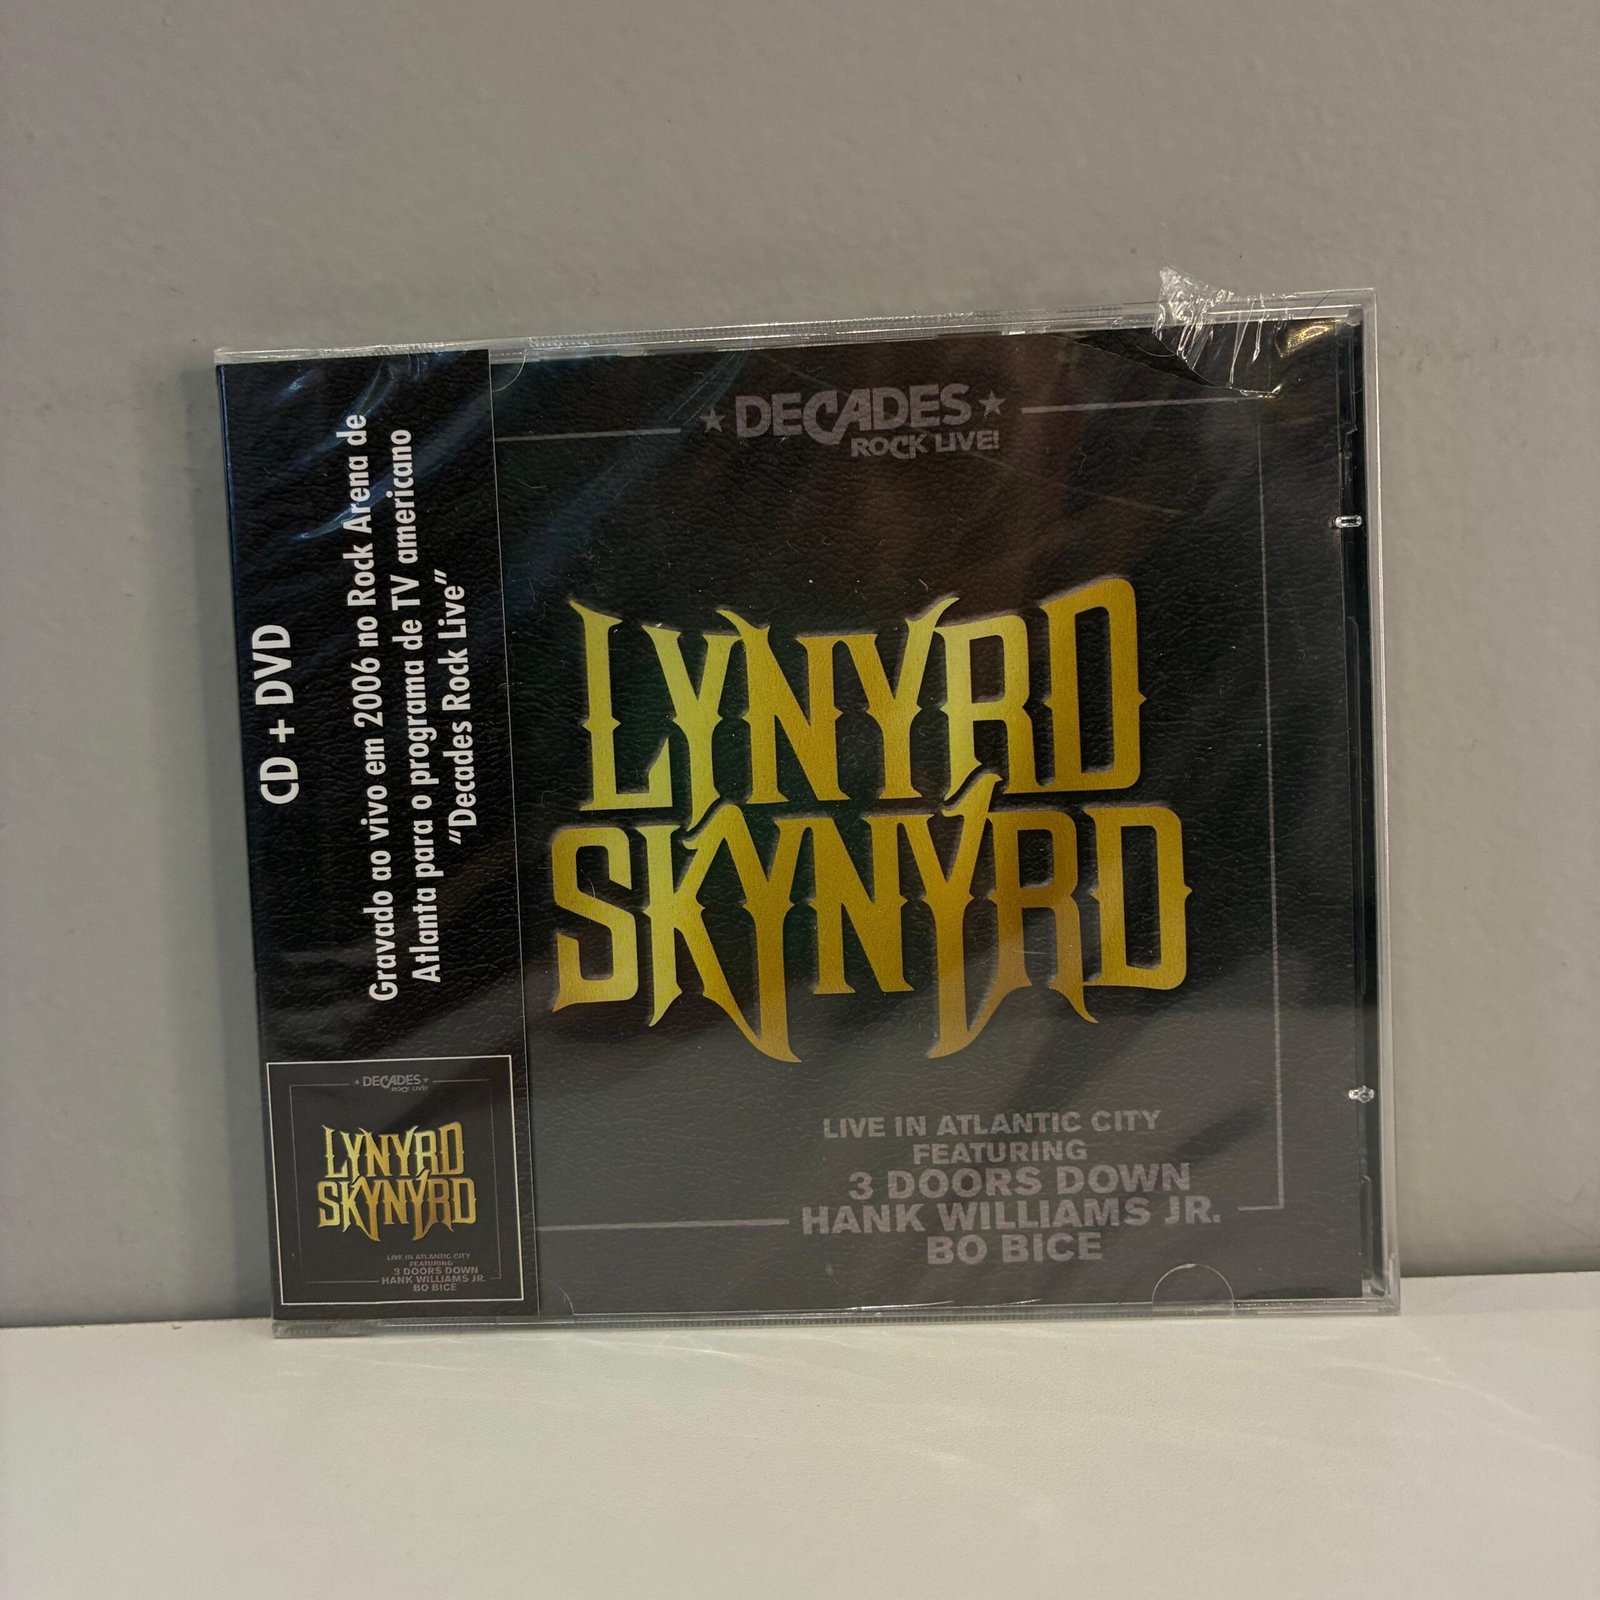 CD + DVD
Gravado ao vivo em 2006 no Rock Arena de
Atlanta para o programa de TV americano
“Decades Rock Live”
DECADES
ROCK LIVE!
LYNYRD
SKYNYRD
LIVE IN ATLANTIC CITY
FEATURING
3 DOORS DOWN
HANK WILLIAMS JR.
BO BICE
DECADES
ROCK LIVE!
LYNYRD
SKYNYRD
LIVE IN ATLANTIC CITY
FEATURING
3 DOORS DOWN
HANK WILLIAMS JR.
BO BICE